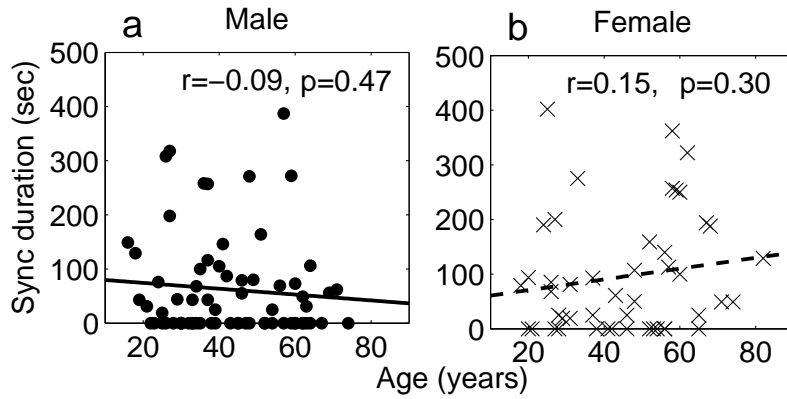 a Male
b Female
Sync duration (sec)
500
400
300
200
100
0
r=−0.09, p=0.47
20 40 60 80
500
400
300
200
100
0
r=0.15, p=0.30
20 40 60 80
Age (years)